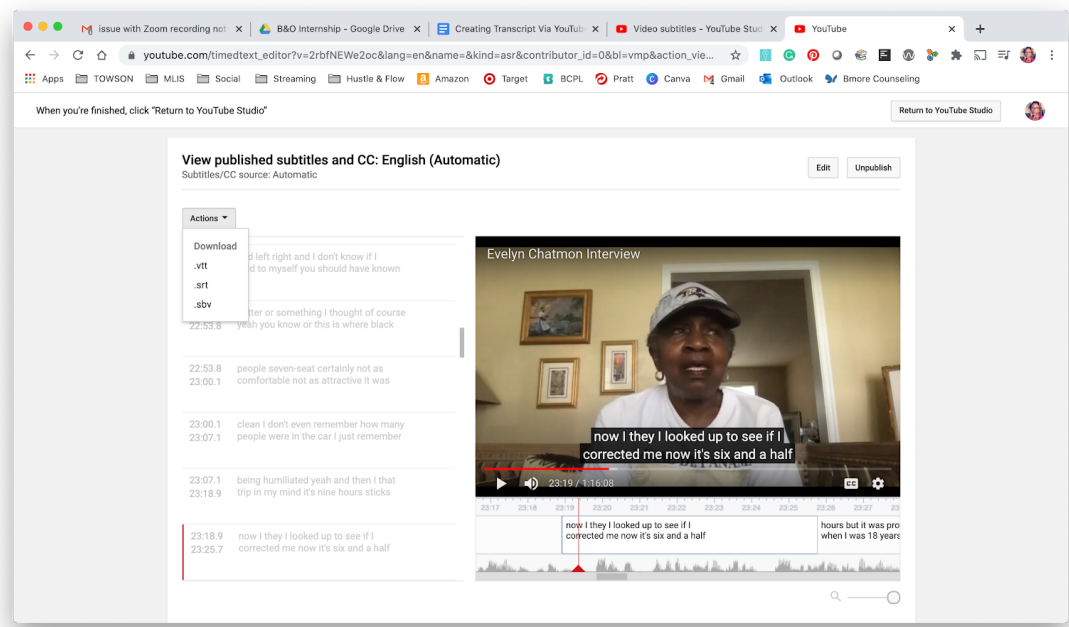 issue with Zoom recording not
B&O Internship - Google Drive
Creating Transcript Via YouTub
Video subtitles - YouTube Stud
YouTube
youtube.com/timedtext_editor?v=2rbfNEWe2oc&lang=en&name=&kind=asr&contributor_id=0&bl=vmp&action_vie...
Apps
TOWSON
MLIS
Social
Streaming
Hustle & Flow
Amazon
Target
BCPL
Pratt
Canva
Gmail
Outlook
Bmore Counseling
When you're finished, click "Return to YouTube Studio"
Return to YouTube Studio
View published subtitles and CC: English (Automatic)
Subtitles/CC source: Automatic
Edit
Unpublish
Actions
Download
.vtt
.srt
.sbv
left right and I don't know if I
to myself you should have known
or something I thought of course
22:53.8 yeah you know or this is where black
22:53.8 people seven-seat certainly not as
23:00.1 comfortable not as attractive it was
23:00.1 clean I don't even remember how many
23:07.1 people were in the car I just remember
23:07.1 being humiliated yeah and then I that
23:18.9 trip in my mind it's nine hours sticks
23:18.9 now I they I looked up to see if I
23:25.7 corrected me now it's six and a half
Evelyn Chatmon Interview
now I they I looked up to see if I
corrected me now it's six and a half
23:19 / 1:16:08
CC
23:17 23:18 23:19 23:20 23:21 23:22 23:23 23:24 23:25 23:26 23:27 23
now I they I looked up to see if I
corrected me now it's six and a half
hours but it was pro
when I was 18 years